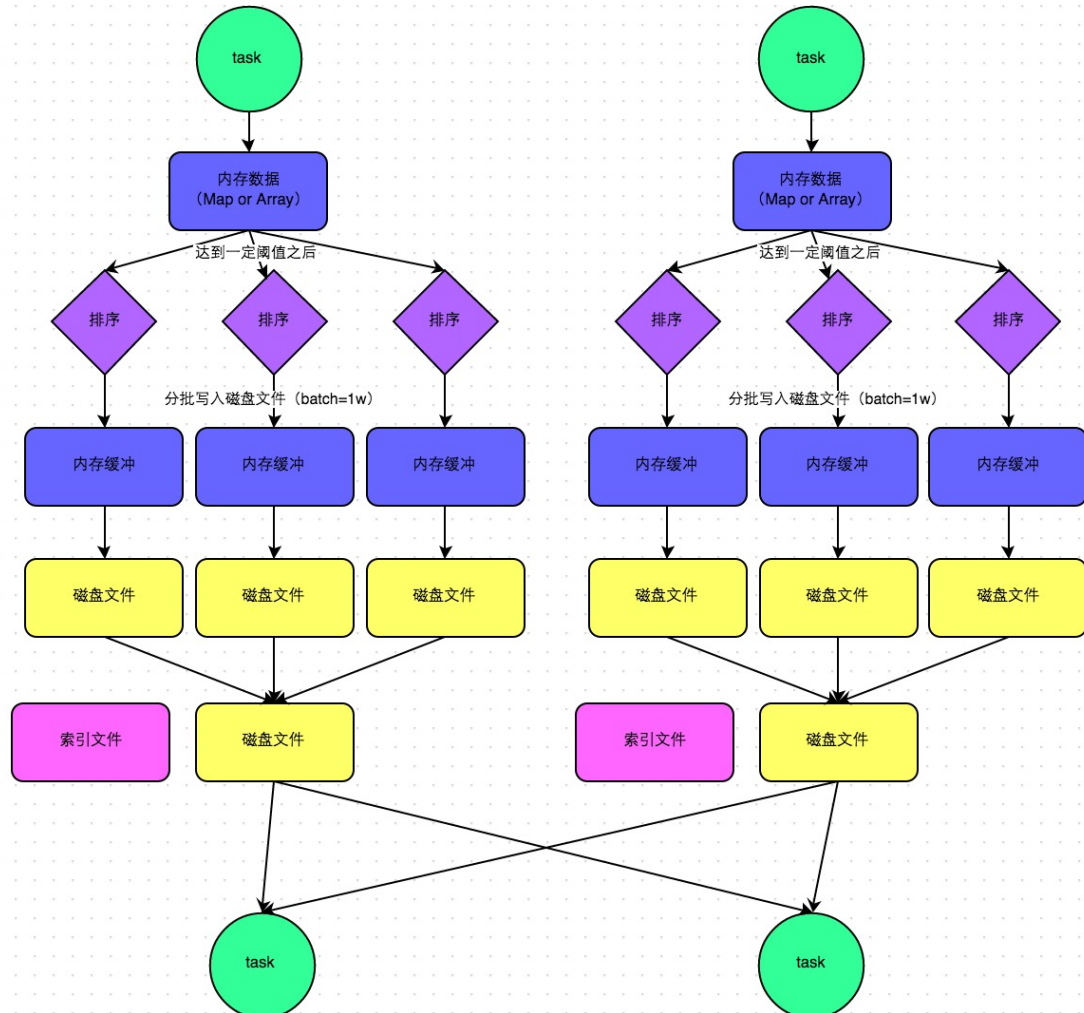 task
task
内存数据
（Map or Array）
内存数据
（Map or Array）
达到一定阈值之后
达到一定阈值之后
排序
排序
排序
排序
排序
排序
分批写入磁盘文件（batch=1w）
分批写入磁盘文件（batch=1w）
内存缓冲
内存缓冲
内存缓冲
内存缓冲
内存缓冲
内存缓冲
磁盘文件
磁盘文件
磁盘文件
磁盘文件
磁盘文件
磁盘文件
索引文件
磁盘文件
索引文件
磁盘文件
task
task